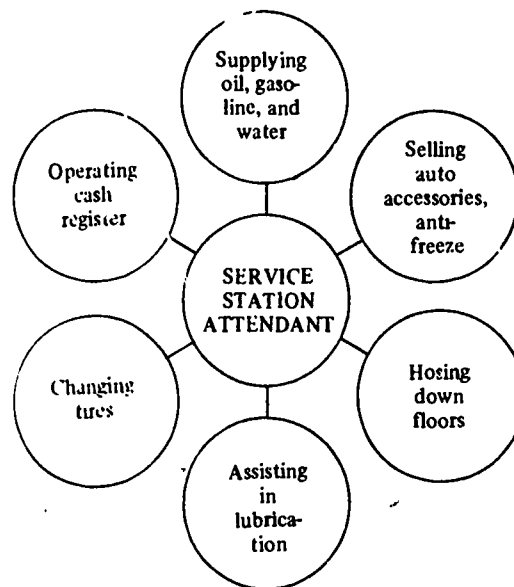 Supplying
oil, gaso-
line, and
water
Operating
cash
register
Selling
auto
accessories,
anti-
freeze
SERVICE
STATION
ATTENDANT
Changing
tires
Hosing
down
floors
Assisting
in
lubrica-
tion